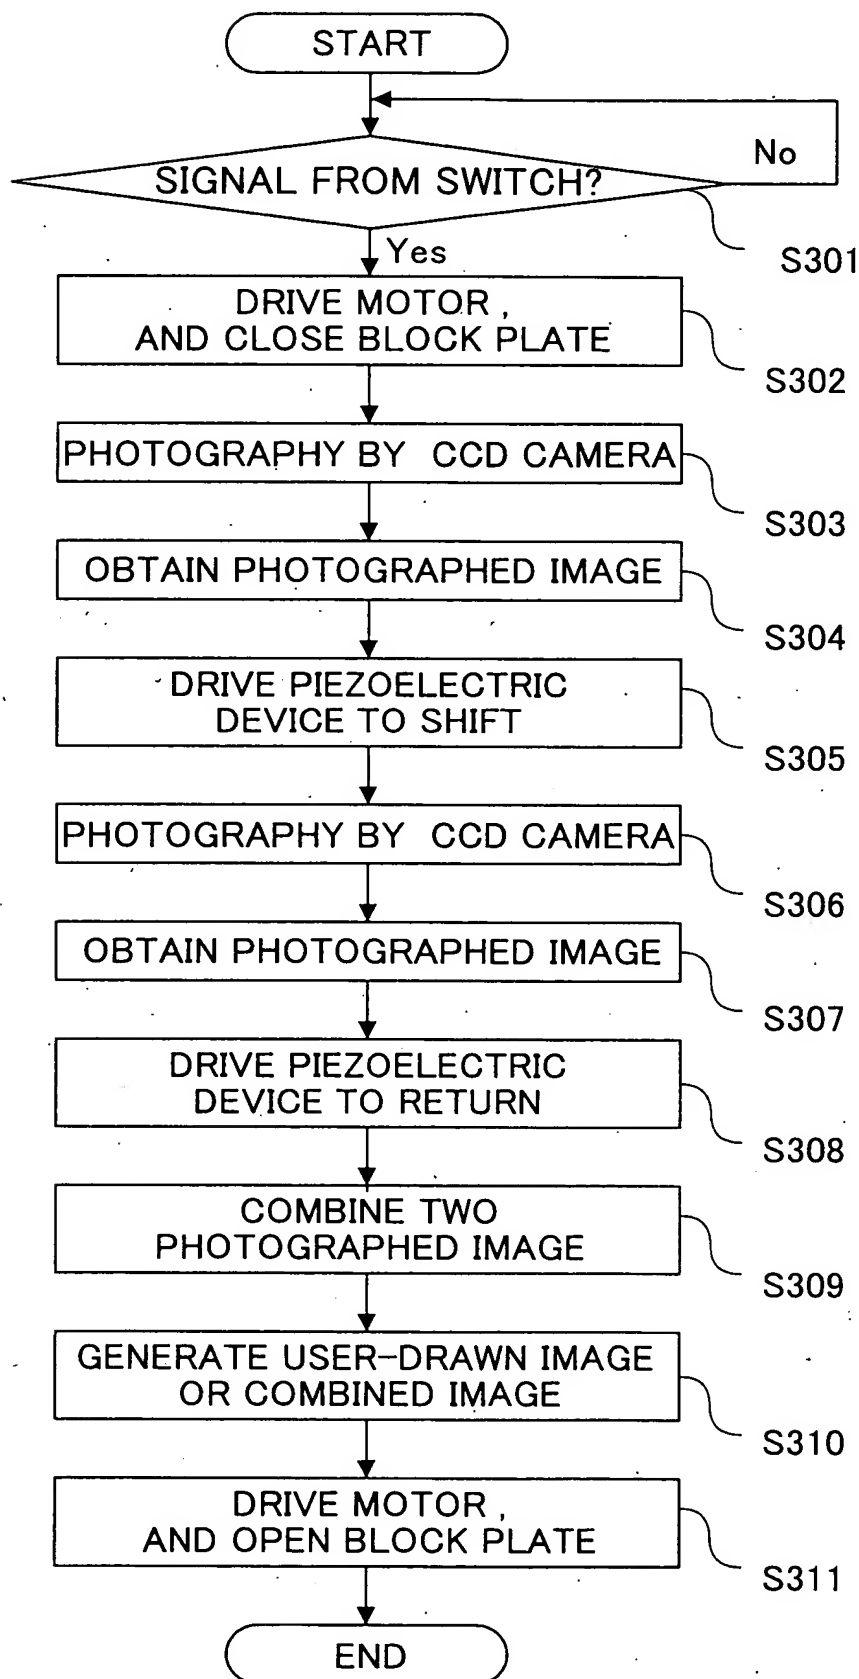 START
No
SIGNAL FROM SWITCH?
S301
Yes
DRIVE MOTOR ,
AND CLOSE BLOCK PLATE
S302
PHOTOGRAPHY BY CCD CAMERA
S303
OBTAIN PHOTOGRAPHED IMAGE
S304
DRIVE PIEZOELECTRIC
DEVICE TO SHIFT
S305
PHOTOGRAPHY BY CCD CAMERA
S306
OBTAIN PHOTOGRAPHED IMAGE
S307
DRIVE PIEZOELECTRIC
DEVICE TO RETURN
S308
COMBINE TWO
PHOTOGRAPHED IMAGE
S309
GENERATE USER-DRAWN IMAGE
OR COMBINED IMAGE
S310
DRIVE MOTOR ,
AND OPEN BLOCK PLATE
S311
END